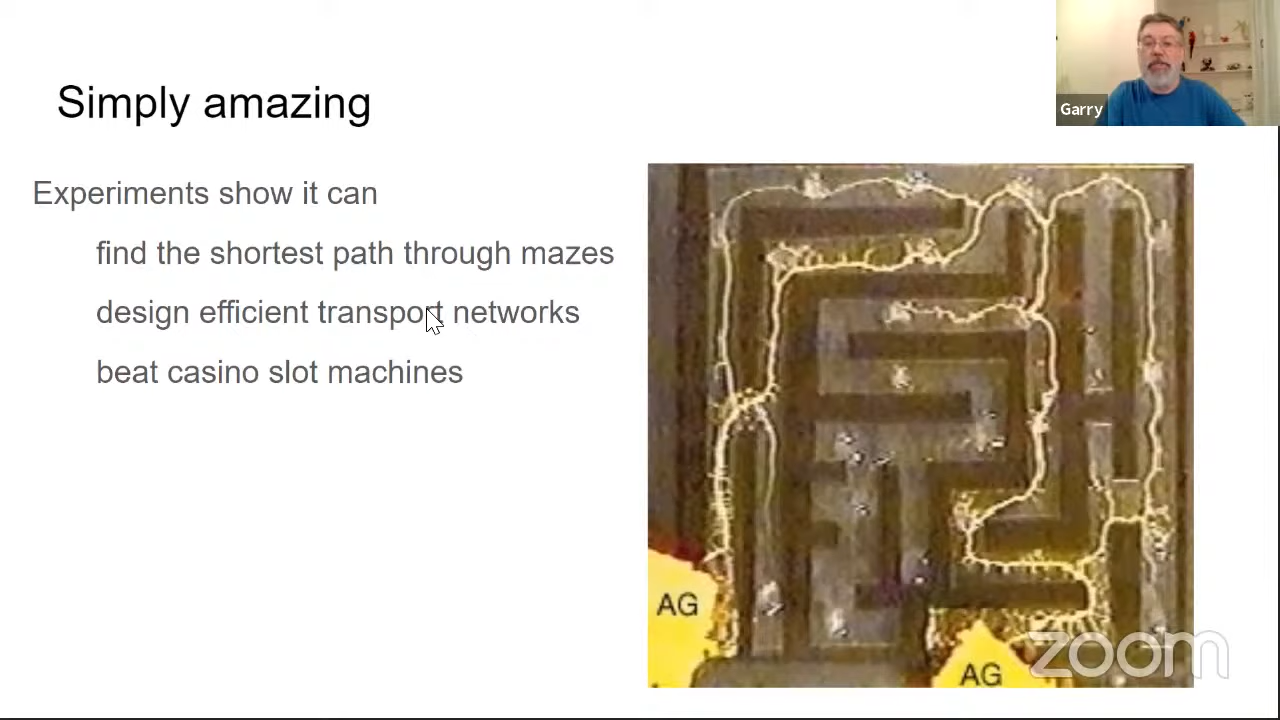 Simply amazing
Garry
Experiments show it can
find the shortest path through mazes
design efficient transport networks
beat casino slot machines
AG
AG
zoom